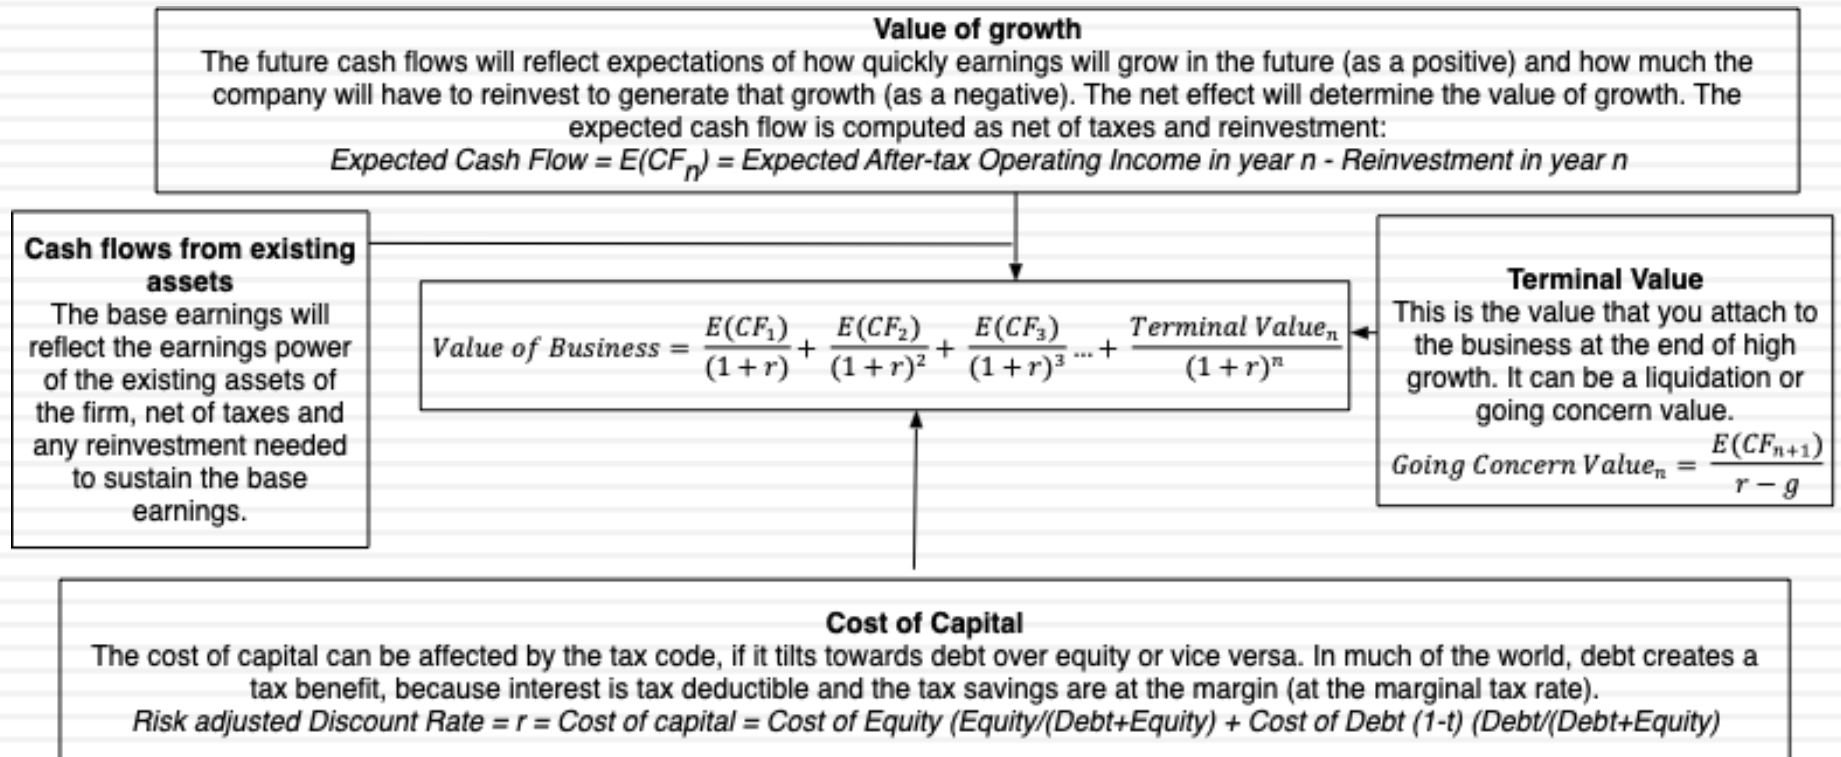 Value of growth
The future cash flows will reflect expectations of how quickly earnings will grow in the future (as a positive) and how much the
company will have to reinvest to generate that growth (as a negative). The net effect will determine the value of growth. The
expected cash flow is computed as net of taxes and reinvestment:
Expected Cash Flow = E(CFₙ) = Expected After-tax Operating Income in year n - Reinvestment in year n
Cash flows from existing
assets
The base earnings will
reflect the earnings power
of the existing assets of
the firm, net of taxes and
any reinvestment needed
to sustain the base
earnings.
Value of Business = E(CF₁)/(1 + r) + E(CF₂)/(1 + r)² + E(CF₃)/(1 + r)³ ... + Terminal Valueₙ/(1 + r)ⁿ
Terminal Value
This is the value that you attach to
the business at the end of high
growth. It can be a liquidation or
going concern value.
Going Concern Valueₙ = E(CFₙ₊₁)/(r − g)
Cost of Capital
The cost of capital can be affected by the tax code, if it tilts towards debt over equity or vice versa. In much of the world, debt creates a
tax benefit, because interest is tax deductible and the tax savings are at the margin (at the marginal tax rate).
Risk adjusted Discount Rate = r = Cost of capital = Cost of Equity (Equity/(Debt+Equity) + Cost of Debt (1-t) (Debt/(Debt+Equity)